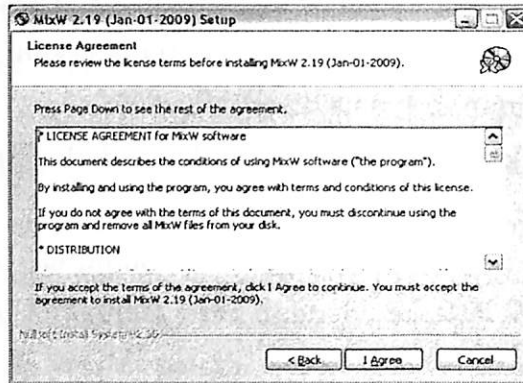 MixW 2.19 (Jan-01-2009) Setup
License Agreement
Please review the license terms before installing MixW 2.19 (Jan-01-2009).
Press Page Down to see the rest of the agreement.
* LICENSE AGREEMENT for MixW software
This document describes the conditions of using MixW software ("the program").
By installing and using the program, you agree with terms and conditions of this license.
If you do not agree with the terms of this document, you must discontinue using the
program and remove all MixW files from your disk.
* DISTRIBUTION
If you accept the terms of the agreement, click I Agree to continue. You must accept the
agreement to install MixW 2.19 (Jan-01-2009).
Nullsoft Install System
< Back
I Agree
Cancel